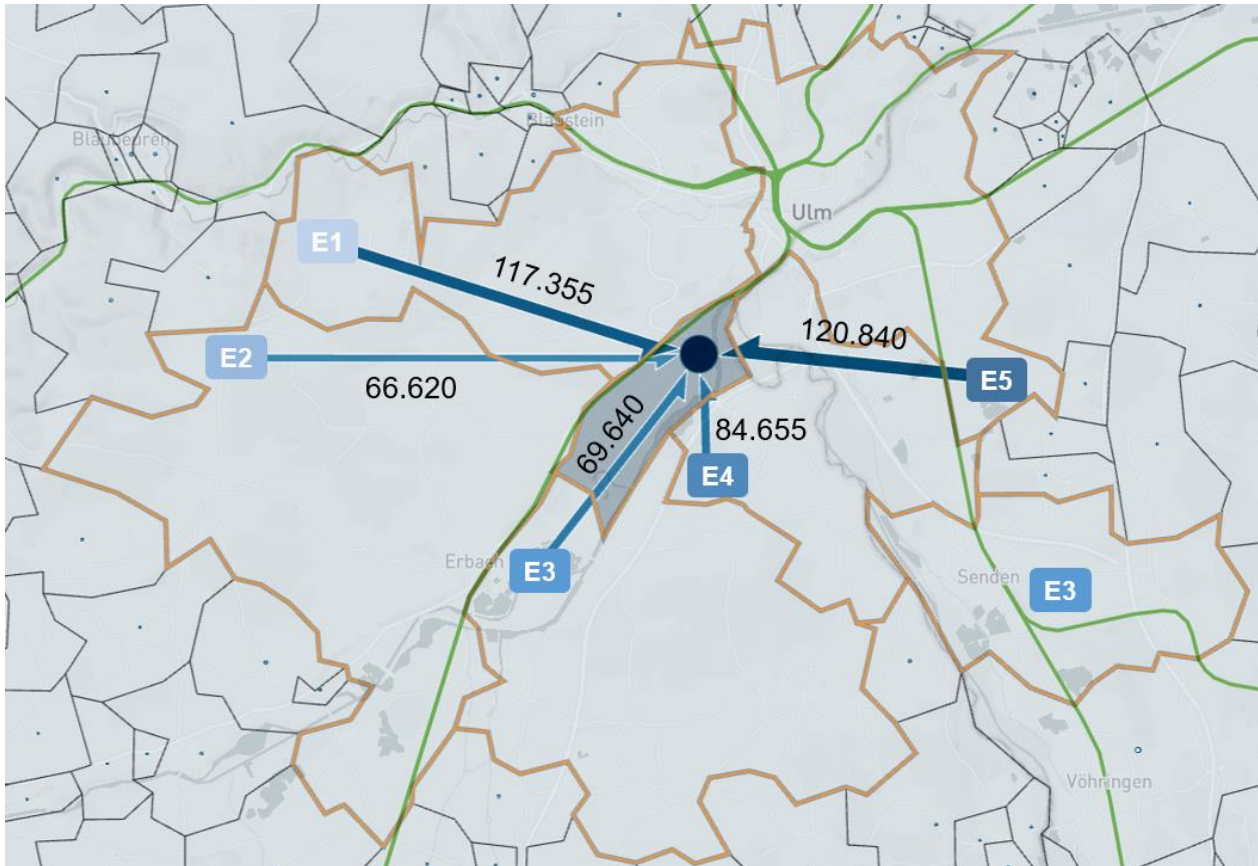 Blaubeuren
Blaustein
Ulm
E1
117.355
E2
66.620
120.840
E5
69.640
84.655
E4
Erbach
E3
Senden
E3
Vöhringen